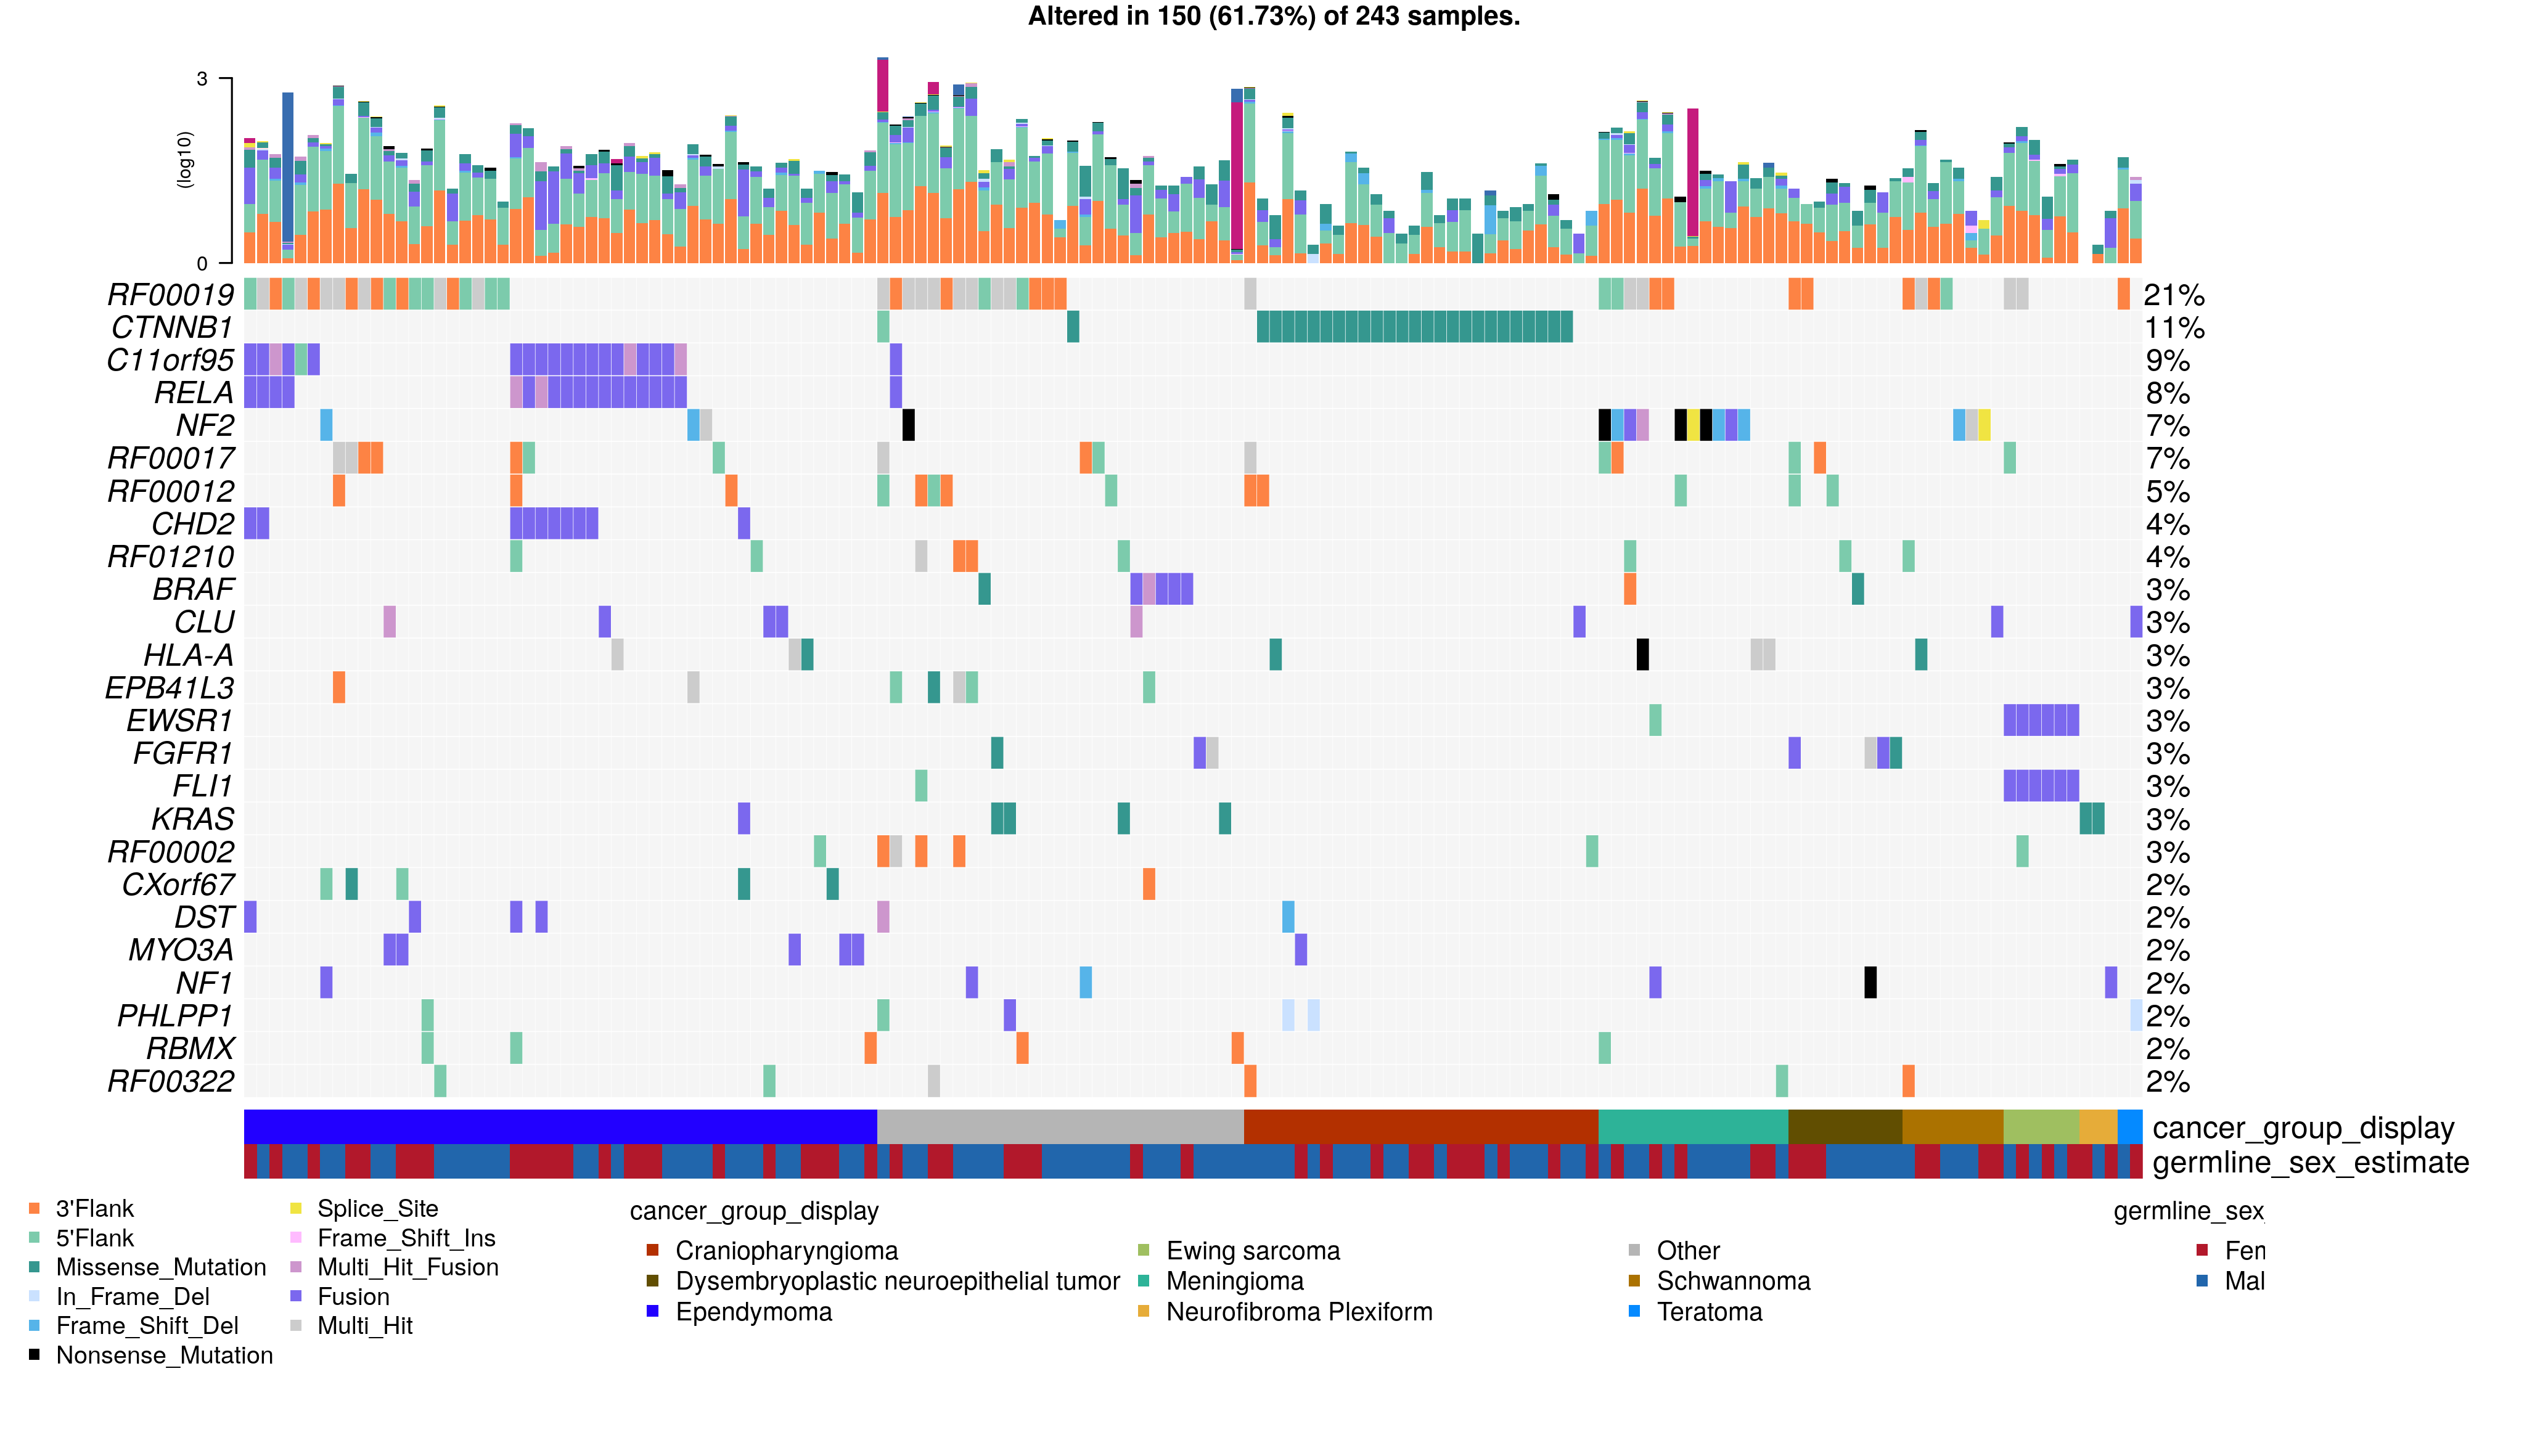 Altered in 150 (61.73%) of 243 samples.
3
(log10)
0
RF00019 21%
CTNNB1 11%
C11orf95 9%
RELA 8%
NF2 7%
RF00017 7%
RF00012 5%
CHD2 4%
RF01210 4%
BRAF 3%
CLU 3%
HLA-A 3%
EPB41L3 3%
EWSR1 3%
FGFR1 3%
FLI1 3%
KRAS 3%
RF00002 3%
CXorf67 2%
DST 2%
MYO3A 2%
NF1 2%
PHLPP1 2%
RBMX 2%
RF00322 2%
cancer_group_display
germline_sex_estimate
3'Flank
5'Flank
Missense_Mutation
In_Frame_Del
Frame_Shift_Del
Nonsense_Mutation
Splice_Site
Frame_Shift_Ins
Multi_Hit_Fusion
Fusion
Multi_Hit
cancer_group_display
Craniopharyngioma
Dysembryoplastic neuroepithelial tumor
Ependymoma
Ewing sarcoma
Meningioma
Neurofibroma Plexiform
Other
Schwannoma
Teratoma
germline_sex
Fen
Mal